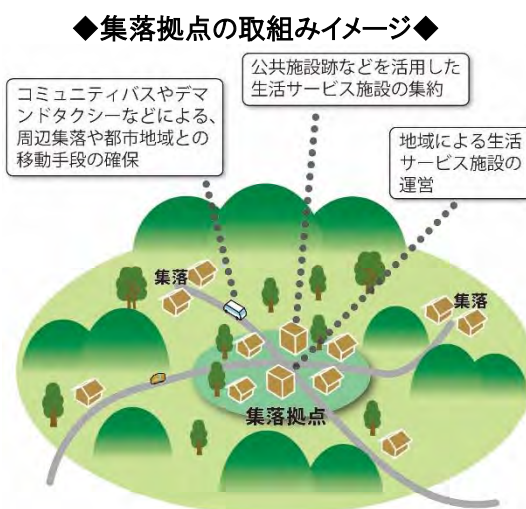 ◆集落拠点の取組みイメージ◆
公共施設跡などを活用した
生活サービス施設の集約
コミュニティバスやデマ
ンドタクシーなどによる、
周辺集落や都市地域との
移動手段の確保
地域による生活
サービス施設の
運営
集落
集落
集落拠点